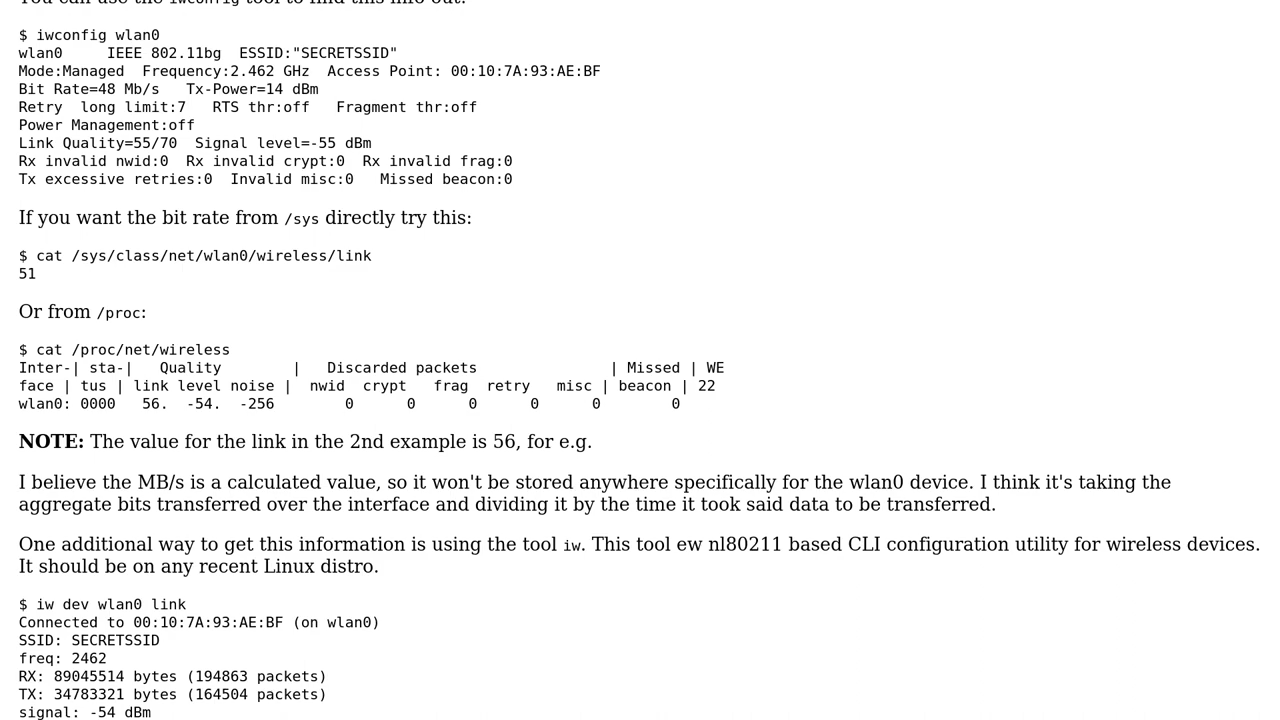 You can use the iwconfig tool to find this info out.
$ iwconfig wlan0
wlan0     IEEE 802.11bg  ESSID:"SECRETSSID"
Mode:Managed  Frequency:2.462 GHz  Access Point: 00:10:7A:93:AE:BF
Bit Rate=48 Mb/s   Tx-Power=14 dBm
Retry  long limit:7   RTS thr:off   Fragment thr:off
Power Management:off
Link Quality=55/70  Signal level=-55 dBm
Rx invalid nwid:0  Rx invalid crypt:0  Rx invalid frag:0
Tx excessive retries:0  Invalid misc:0   Missed beacon:0
If you want the bit rate from /sys directly try this:
$ cat /sys/class/net/wlan0/wireless/link
51
Or from /proc:
$ cat /proc/net/wireless
Inter-| sta-|   Quality        |   Discarded packets               | Missed | WE
face | tus | link level noise |  nwid  crypt   frag  retry   misc | beacon | 22
wlan0: 0000   56.  -54.  -256        0      0      0      0      0        0
NOTE: The value for the link in the 2nd example is 56, for e.g.
I believe the MB/s is a calculated value, so it won't be stored anywhere specifically for the wlan0 device. I think it's taking the
aggregate bits transferred over the interface and dividing it by the time it took said data to be transferred.
One additional way to get this information is using the tool iw. This tool ew nl80211 based CLI configuration utility for wireless devices.
It should be on any recent Linux distro.
$ iw dev wlan0 link
Connected to 00:10:7A:93:AE:BF (on wlan0)
SSID: SECRETSSID
freq: 2462
RX: 89045514 bytes (194863 packets)
TX: 34783321 bytes (164504 packets)
signal: -54 dBm